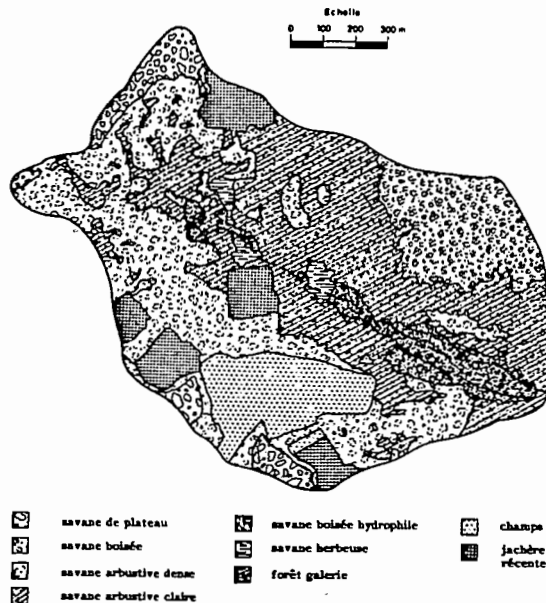 Echelle
0 100 200 300 m
savane de plateau
savane boisée
savane arbustive dense
savane arbustive claire
savane boisée hydrophile
savane herbeuse
forêt galerie
champs
jachère
récente